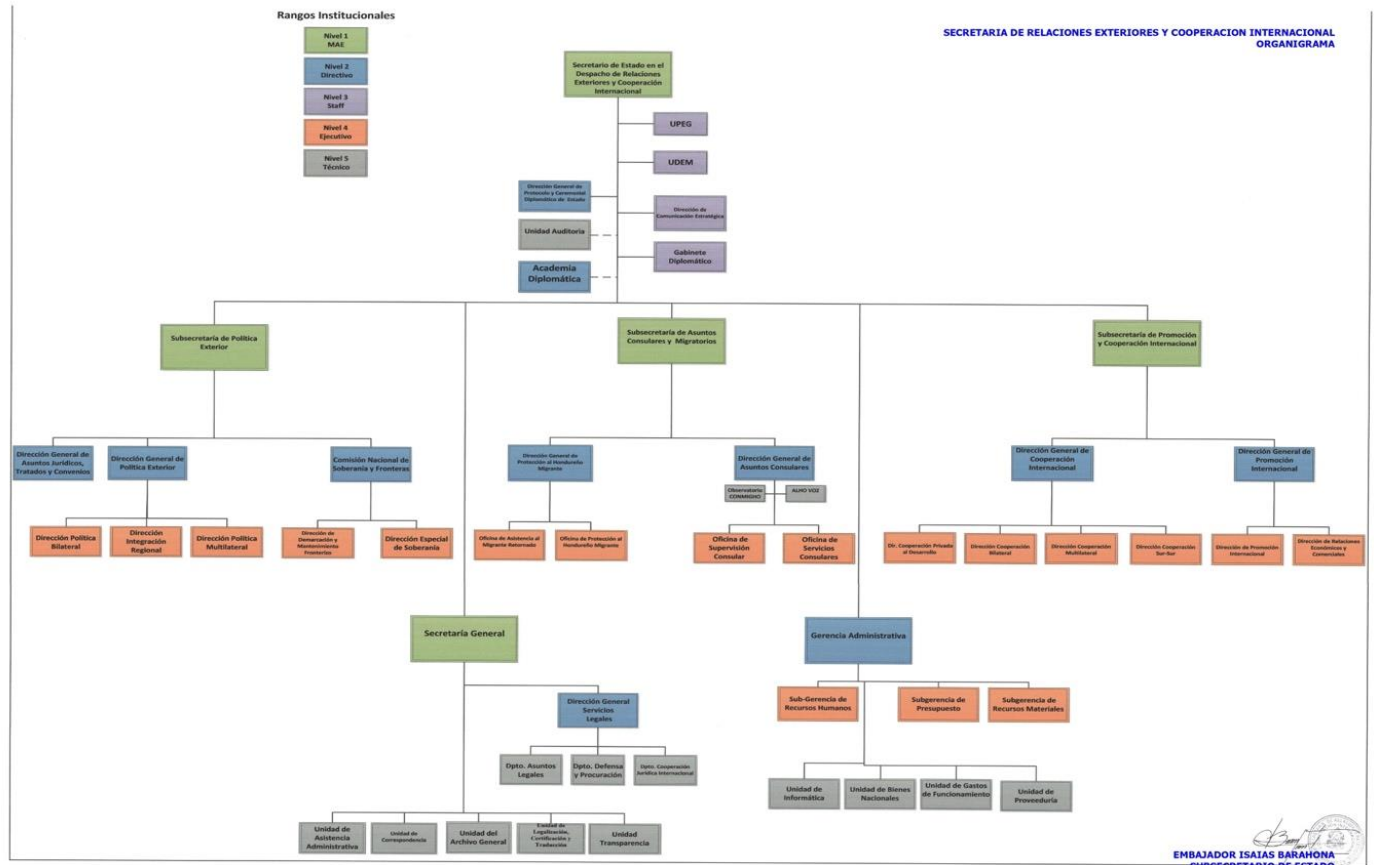 Rangos Institucionales
Nivel 1
MAE
Nivel 2
Directivo
Nivel 3
Staff
Nivel 4
Ejecutivo
Nivel 5
Técnico
SECRETARIA DE RELACIONES EXTERIORES Y COOPERACION INTERNACIONAL
ORGANIGRAMA
Secretario de Estado en el
Despacho de Relaciones
Exteriores y Cooperación
Internacional
UPEG
UDEM
Dirección General de
Protocolo y Ceremonial
Diplomática de Estado
Dirección de
Comunicación Estratégica
Unidad Auditoria
Gabinete
Diplomático
Academia
Diplomática
Subsecretaría de Política
Exterior
Subsecretaría de Asuntos
Consulares y Migratorios
Subsecretaría de Promoción
y Cooperación Internacional
Dirección General de
Asuntos Jurídicos,
Tratados y Convenios
Dirección General de
Política Exterior
Comisión Nacional de
Soberanía y Fronteras
Dirección General de
Protección al Hondureño
Migrante
Dirección General de
Asuntos Consulares
Dirección General de
Cooperación
Internacional
Dirección General de
Promoción
Internacional
Observatorio
CONMIGHO
ALHO VOZ
Dirección Política
Bilateral
Dirección
Integración
Regional
Dirección Política
Multilateral
Dirección de
Demarcación y
Mantenimiento
Fronterizo
Dirección Especial
de Soberanía
Oficina de Asistencia al
Migrante Retornado
Oficina de Protección al
Hondureño Migrante
Oficina de
Supervisión
Consular
Oficina de
Servicios
Consulares
Dir. Cooperación Privada
al Desarrollo
Dirección Cooperación
Bilateral
Dirección Cooperación
Multilateral
Dirección Cooperación
Sur-Sur
Dirección de Promoción
Internacional
Dirección de Relaciones
Económicas y
Comerciales
Secretaría General
Gerencia Administrativa
Dirección General
Servicios
Legales
Sub-Gerencia de
Recursos Humanos
Subgerencia de
Presupuesto
Subgerencia de
Recursos Materiales
Dpto. Asuntos
Legales
Dpto. Defensa
y Procuración
Dpto. Cooperación
Jurídica Internacional
Unidad de
Informática
Unidad de Bienes
Nacionales
Unidad de Gastos
de Funcionamiento
Unidad de
Proveeduría
Unidad de
Asistencia
Administrativa
Unidad de
Correspondencia
Unidad del
Archivo General
Unidad de
Legalización,
Certificación y
Traducción
Unidad
Transparencia
EMBAJADOR ISAIAS BARAHONA
SUBSECRETARIO DE ESTADO